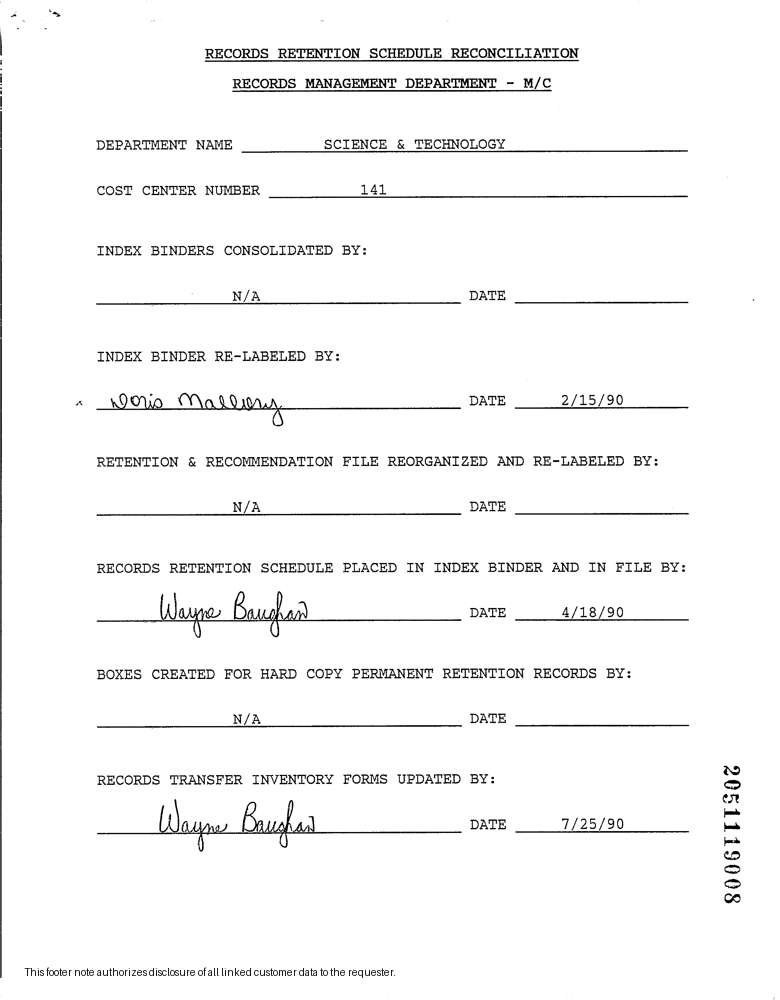 RECORDS RETENTION SCHEDULE RECONCILIATION
RECORDS MANAGEMENT DEPARTMENT - M/C
DEPARTMENT NAME SCIENCE & TECHNOLOGY
COST CENTER NUMBER 141
INDEX BINDERS CONSOLIDATED BY:
N/A DATE
INDEX BINDER RE-LABELED BY:
Doris Mallory DATE 2/15/90
RETENTION & RECOMMENDATION FILE REORGANIZED AND RE-LABELED BY:
N/A DATE
RECORDS RETENTION SCHEDULE PLACED IN INDEX BINDER AND IN FILE BY:
Wayne Baughan DATE 4/18/90
BOXES CREATED FOR HARD COPY PERMANENT RETENTION RECORDS BY:
N/A DATE
RECORDS TRANSFER INVENTORY FORMS UPDATED BY:
Wayne Baughan DATE 7/25/90
2051119008
This footer note authorizes disclosure of all linked customer data to the requester.